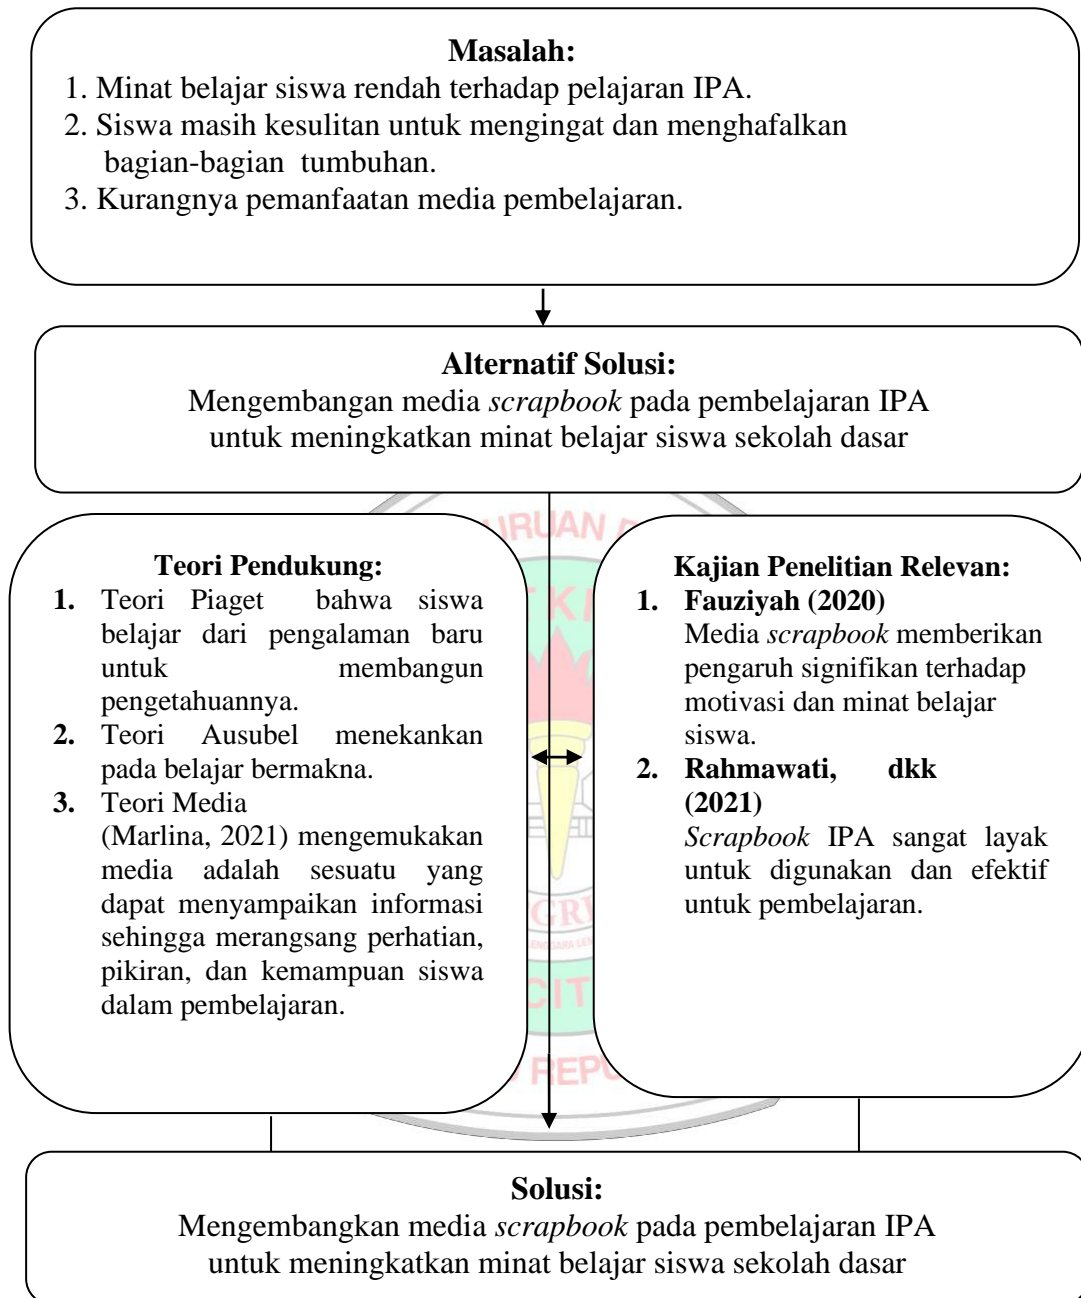 Masalah:
1. Minat belajar siswa rendah terhadap pelajaran IPA.
2. Siswa masih kesulitan untuk mengingat dan menghafalkan
bagian-bagian tumbuhan.
3. Kurangnya pemanfaatan media pembelajaran.
Alternatif Solusi:
Mengembangan media scrapbook pada pembelajaran IPA
untuk meningkatkan minat belajar siswa sekolah dasar
Teori Pendukung:
1. Teori Piaget bahwa siswa
belajar dari pengalaman baru
untuk membangun
pengetahuannya.
2. Teori Ausubel menekankan
pada belajar bermakna.
3. Teori Media
(Marlina, 2021) mengemukakan
media adalah sesuatu yang
dapat menyampaikan informasi
sehingga merangsang perhatian,
pikiran, dan kemampuan siswa
dalam pembelajaran.
Kajian Penelitian Relevan:
1. Fauziyah (2020)
Media scrapbook memberikan
pengaruh signifikan terhadap
motivasi dan minat belajar
siswa.
2. Rahmawati, dkk
(2021)
Scrapbook IPA sangat layak
untuk digunakan dan efektif
untuk pembelajaran.
Solusi:
Mengembangkan media scrapbook pada pembelajaran IPA
untuk meningkatkan minat belajar siswa sekolah dasar